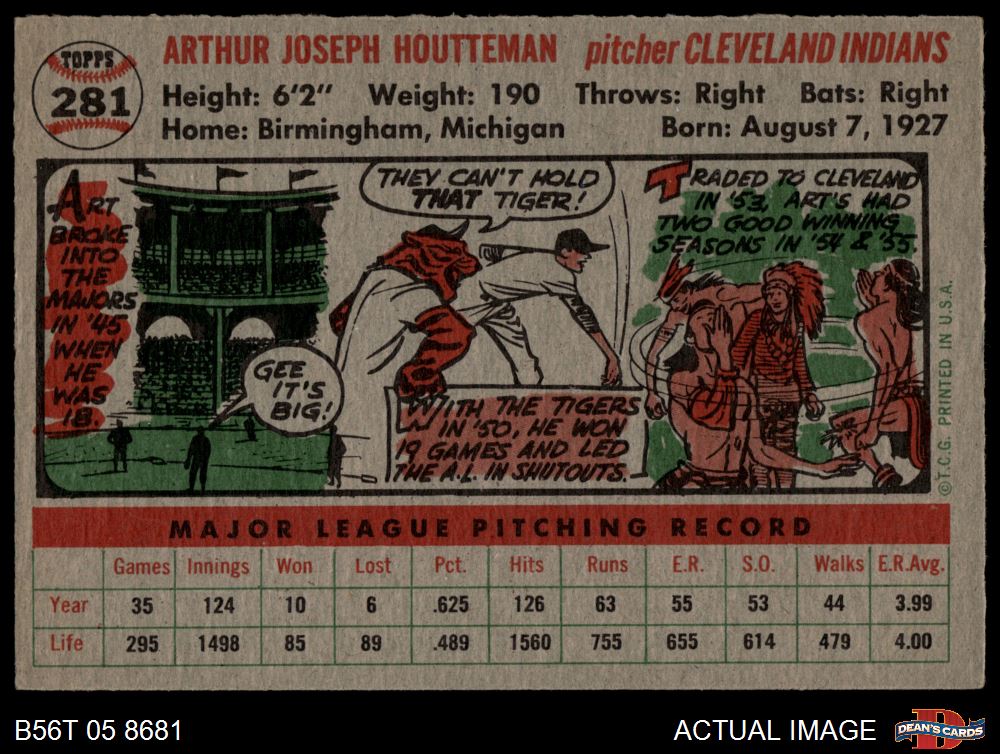 TOPPS
281
ARTHUR JOSEPH HOUTTEMAN pitcher CLEVELAND INDIANS
Height: 6'2" Weight: 190 Throws: Right Bats: Right
Home: Birmingham, Michigan Born: August 7, 1927
ART
BROKE
INTO
THE
MAJORS
IN '45
WHEN
HE
WAS
18.
GEE
IT'S
BIG!
THEY CAN'T HOLD
THAT TIGER!
WITH THE TIGERS
IN '50, HE WON
19 GAMES AND LED
THE A.L. IN SHUTOUTS.
TRADED TO CLEVELAND
IN '53, ART'S HAD
TWO GOOD WINNING
SEASONS IN '54 & '55.
©T.C.G. PRINTED IN U.S.A.
MAJOR LEAGUE PITCHING RECORD
Games Innings Won Lost Pct. Hits Runs E.R. S.O. Walks E.R.Avg.
Year 35 124 10 6 .625 126 63 55 53 44 3.99
Life 295 1498 85 89 .489 1560 755 655 614 479 4.00
B56T 05 8681 ACTUAL IMAGE
D
DEAN'S CARDS